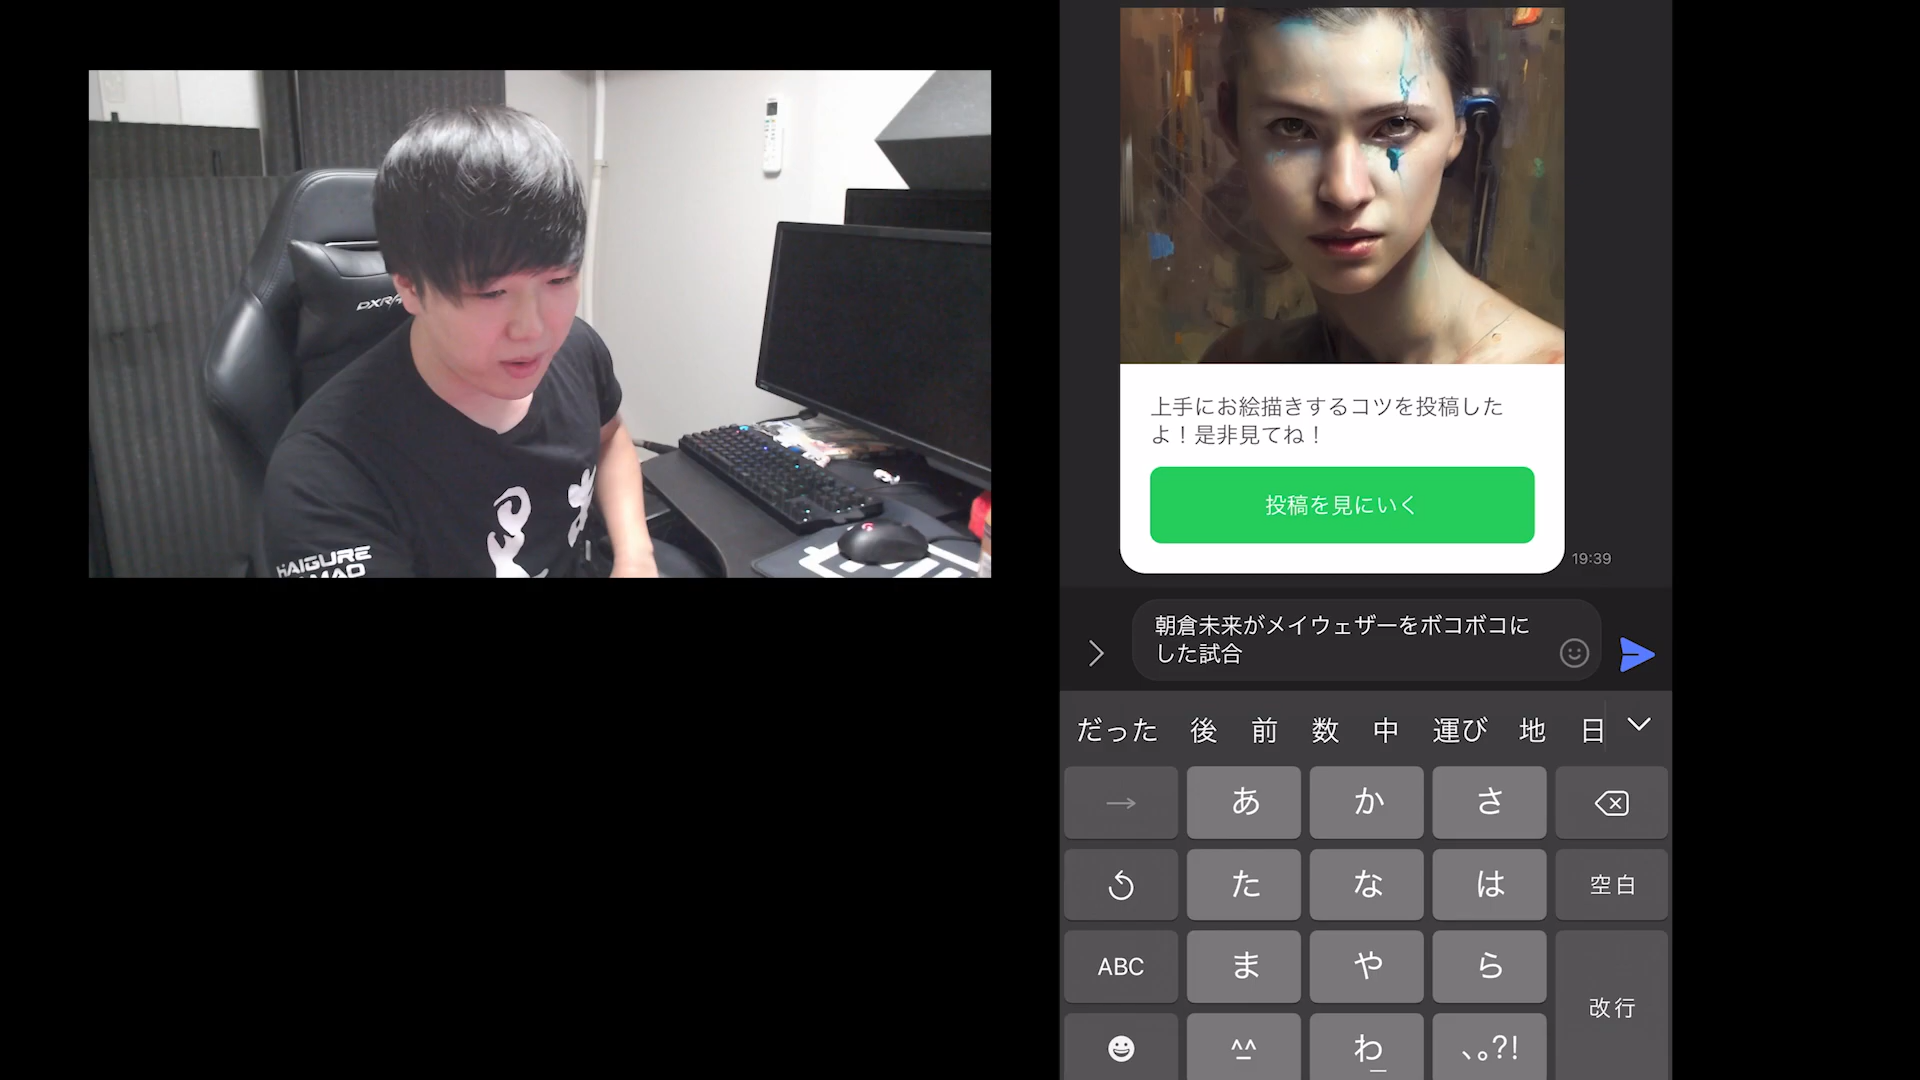 HAIGURE
上手にお絵描きするコツを投稿した
よ！是非見てね！
投稿を見にいく
19:39
朝倉未来がメイウェザーをボコボコに
した試合
だった 後 前 数 中 運び 地 日
→ あ か さ
た な は 空白
ABC ま や ら
改行
^^ わ 、。?!